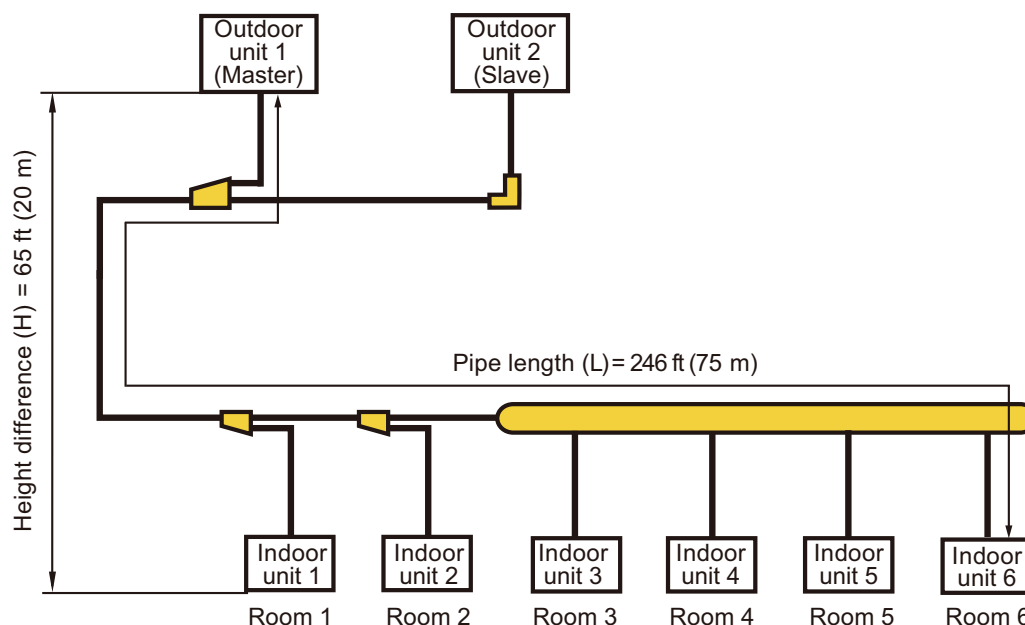 Outdoor
unit 1
(Master)
Outdoor
unit 2
(Slave)
Height difference (H) = 65 ft (20 m)
Pipe length (L) = 246 ft (75 m)
Indoor
unit 1
Indoor
unit 2
Indoor
unit 3
Indoor
unit 4
Indoor
unit 5
Indoor
unit 6
Room 1
Room 2
Room 3
Room 4
Room 5
Room 6